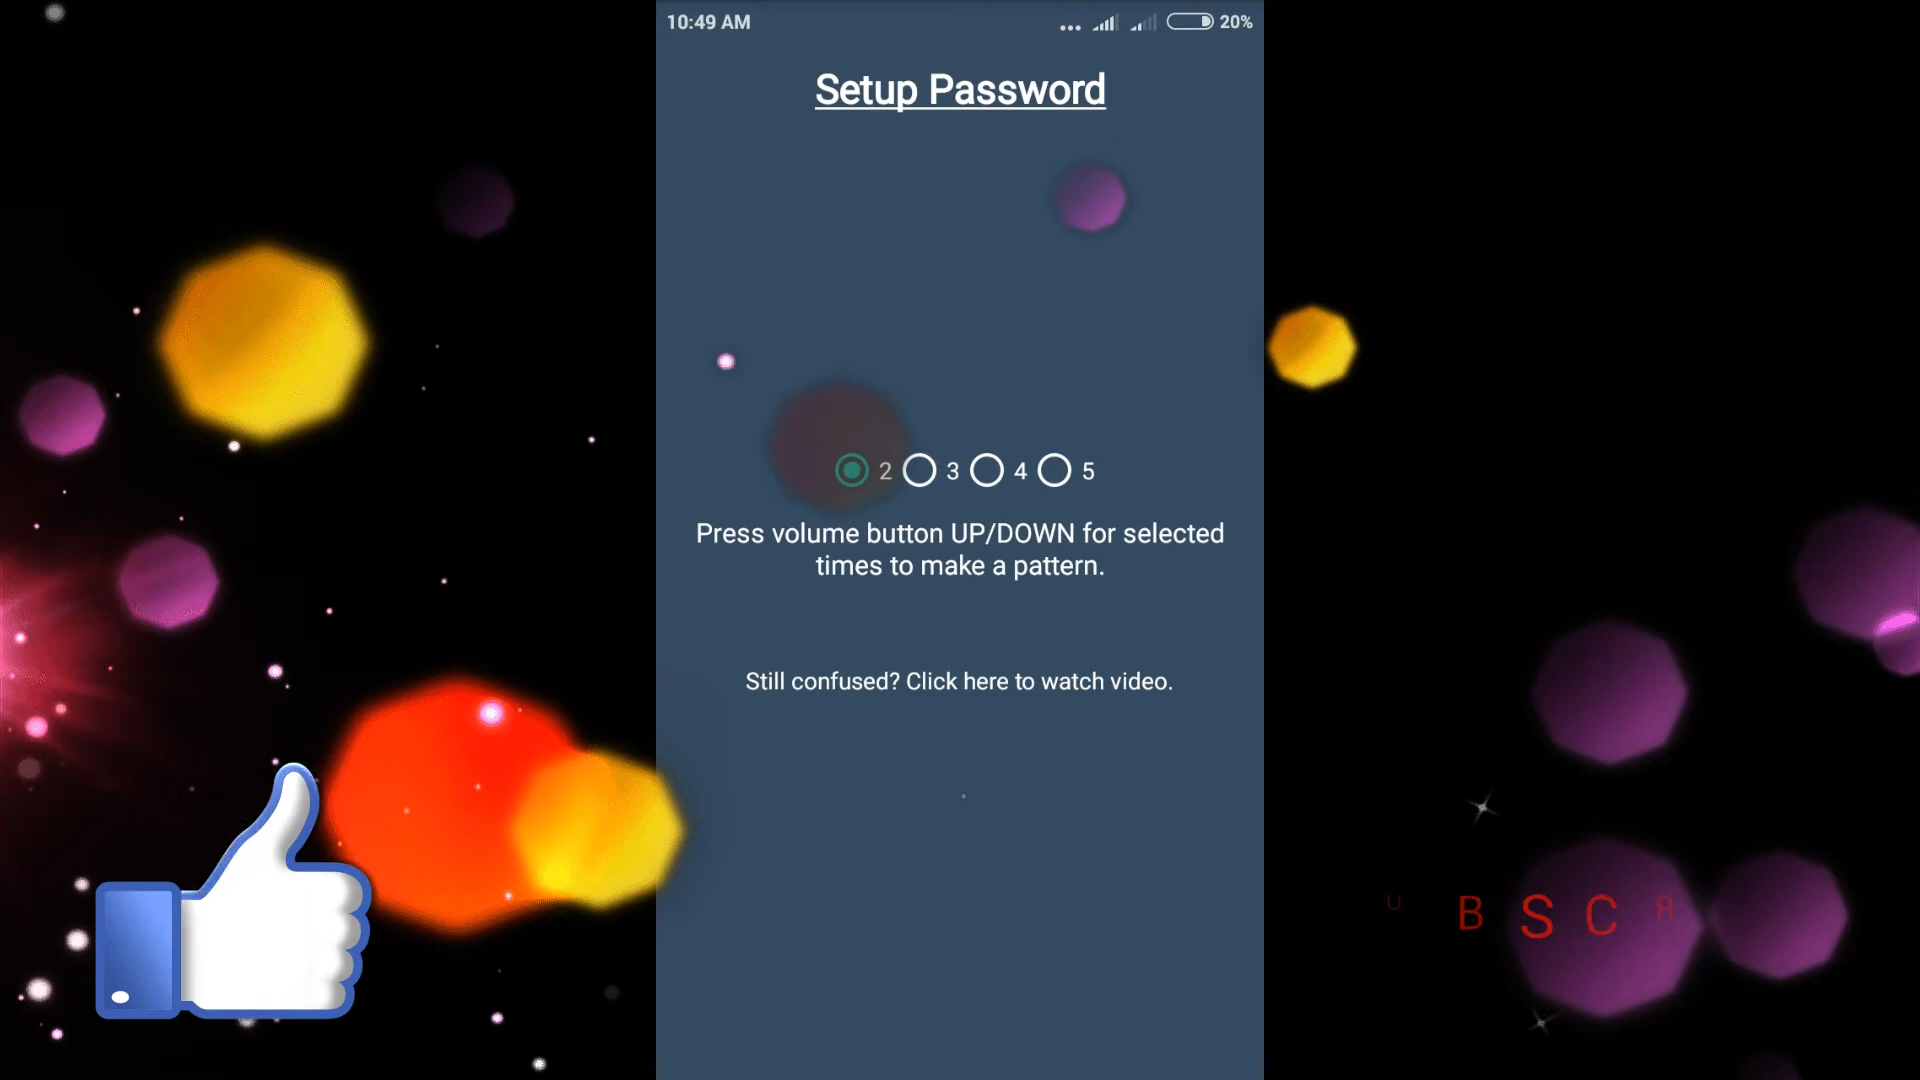 10:49 AM
20%
Setup Password
2 3 4 5
Press volume button UP/DOWN for selected
times to make a pattern.
Still confused? Click here to watch video.
U B S C R